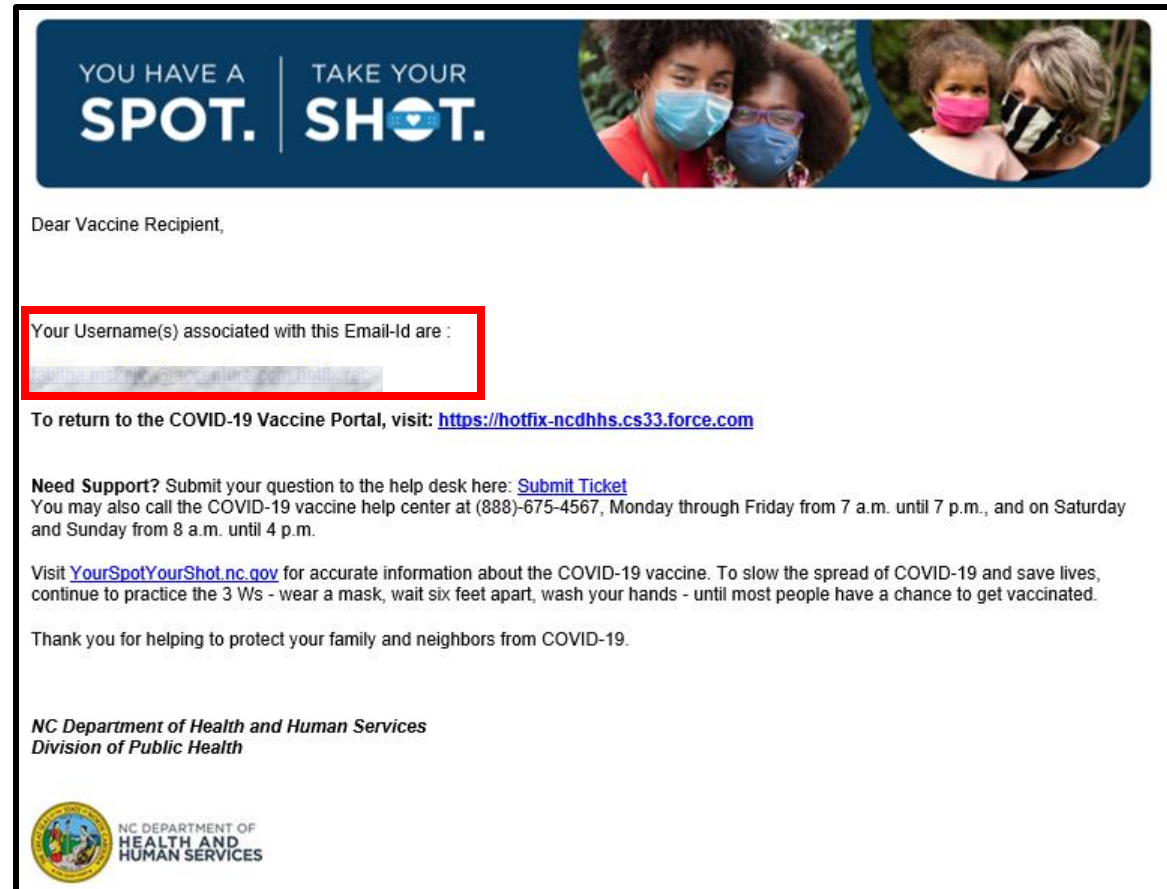 YOU HAVE A
SPOT.
TAKE YOUR
SHOT.
Dear Vaccine Recipient,
Your Username(s) associated with this Email-Id are :
To return to the COVID-19 Vaccine Portal, visit: https://hotfix-ncdhhs.cs33.force.com
Need Support? Submit your question to the help desk here: Submit Ticket
You may also call the COVID-19 vaccine help center at (888)-675-4567, Monday through Friday from 7 a.m. until 7 p.m., and on Saturday
and Sunday from 8 a.m. until 4 p.m.
Visit YourSpotYourShot.nc.gov for accurate information about the COVID-19 vaccine. To slow the spread of COVID-19 and save lives,
continue to practice the 3 Ws - wear a mask, wait six feet apart, wash your hands - until most people have a chance to get vaccinated.
Thank you for helping to protect your family and neighbors from COVID-19.
NC Department of Health and Human Services
Division of Public Health
NC DEPARTMENT OF
HEALTH AND
HUMAN SERVICES